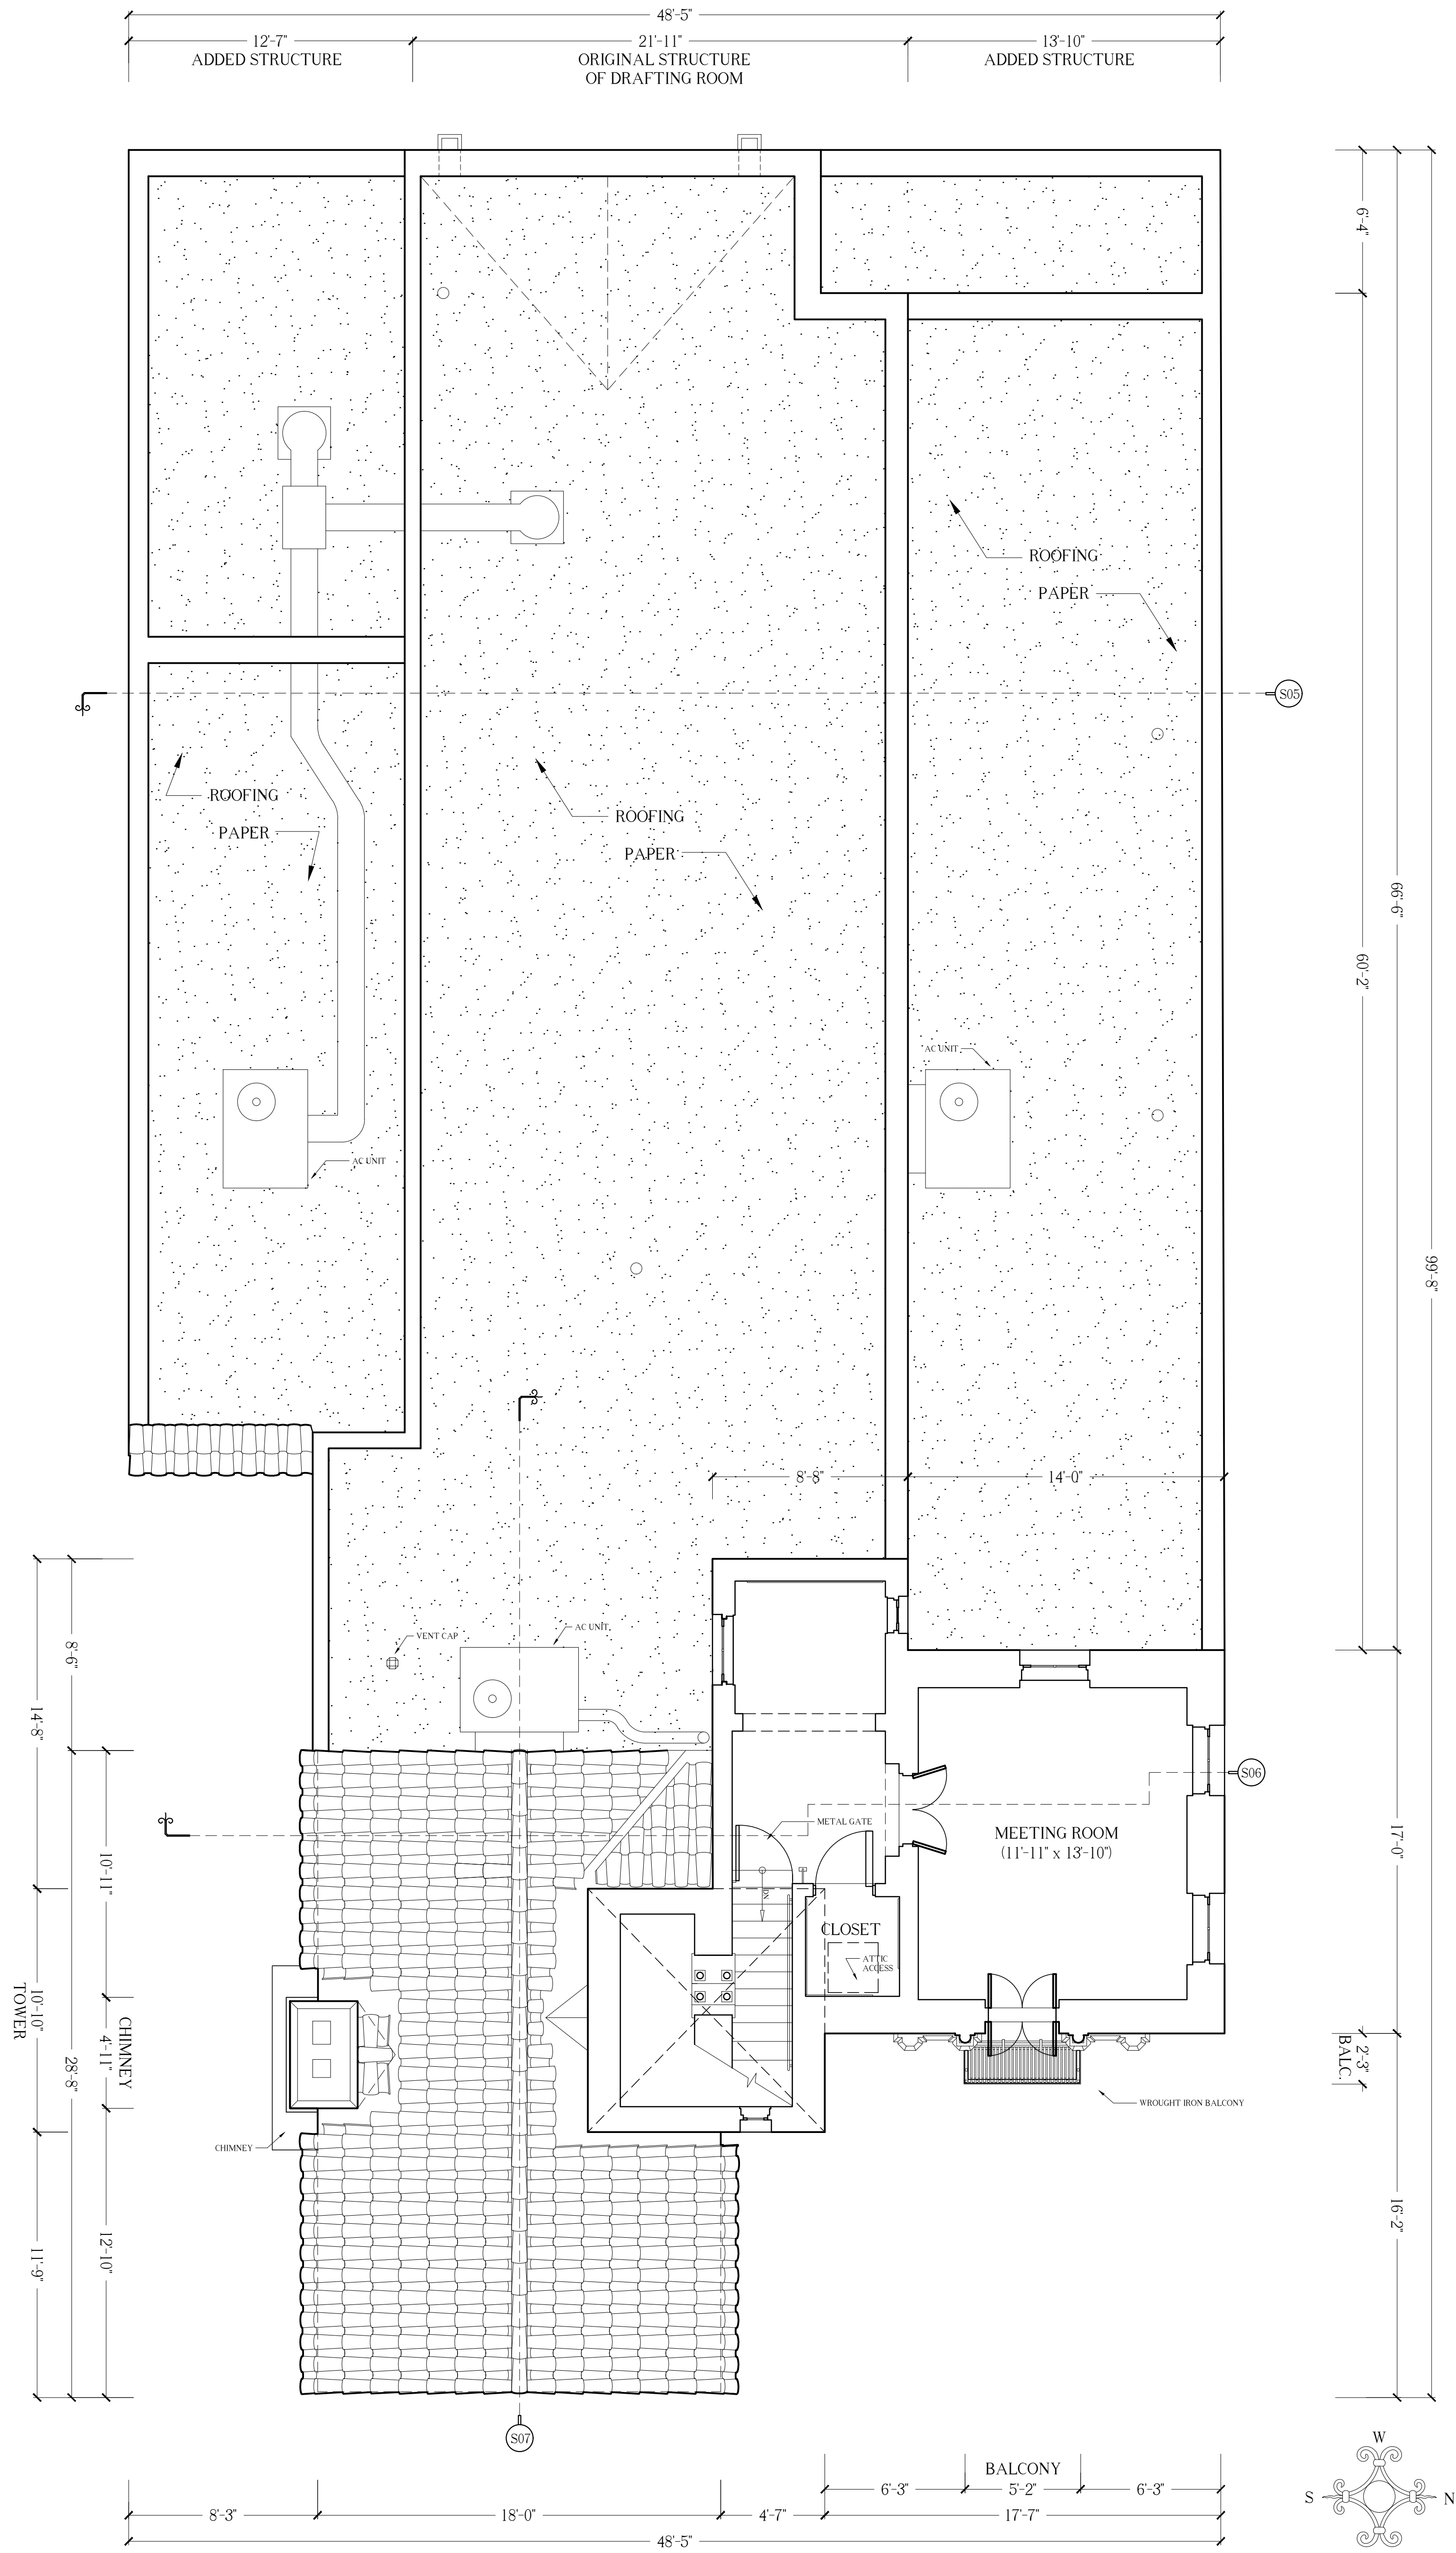 48'-5"
12'-7"
21'-11"
13'-10"
ADDED STRUCTURE
ORIGINAL STRUCTURE
OF DRAFTING ROOM
ADDED STRUCTURE
6'-4"
ROOFING
PAPER
S05
ROOFING
PAPER
ROOFING
PAPER
66'-6"
60'-2"
99'-8"
AC UNIT
AC UNIT
8'-8"
14'-0"
VENT CAP
AC UNIT
8'-6"
14'-8"
S06
METAL GATE
MEETING ROOM
(11'-11" x 13'-10")
17'-0"
10'-11"
DN
CLOSET
ATTIC
ACCESS
TOWER
10'-10"
28'-8"
CHIMNEY
4'-11"
2'-3"
BALC.
WROUGHT IRON BALCONY
CHIMNEY
16'-2"
12'-10"
11'-9"
S07
BALCONY
6'-3"
5'-2"
6'-3"
8'-3"
18'-0"
4'-7"
17'-7"
48'-5"
W
S
N